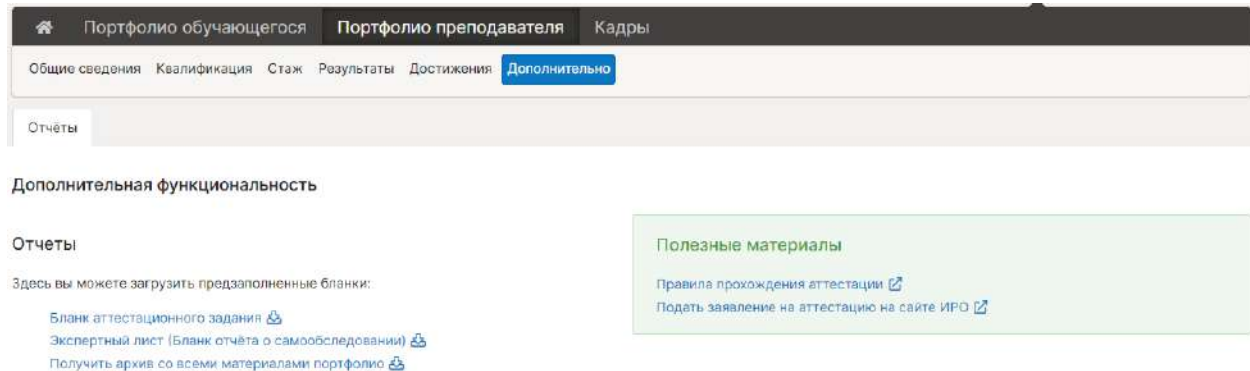 Портфолио обучающегося Портфолио преподавателя Кадры
Общие сведения Квалификация Стаж Результаты Достижения Дополнительно
Отчёты
Дополнительная функциональность
Отчеты
Здесь вы можете загрузить предзаполненные бланки:
Бланк аттестационного задания
Экспертный лист (Бланк отчёта о самообследовании)
Получить архив со всеми материалами портфолио
Полезные материалы
Правила прохождения аттестации
Подать заявление на аттестацию на сайте ИРО